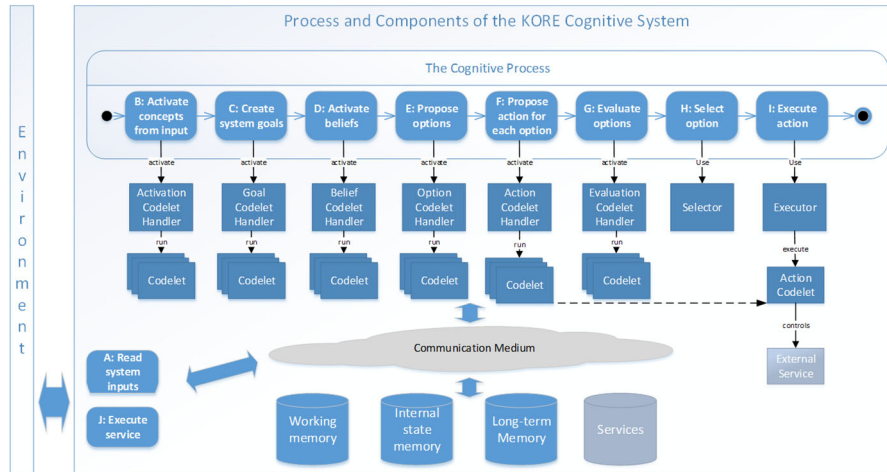 Process and Components of the KORE Cognitive System
The Cognitive Process
Environment
B: Activate
concepts
from input
C: Create
system goals
D: Activate
beliefs
E: Propose
options
F: Propose
action for
each option
G: Evaluate
options
H: Select
option
I: Execute
action
activate
activate
activate
activate
activate
activate
Use
Use
Activation
Codelet
Handler
Goal
Codelet
Handler
Belief
Codelet
Handler
Option
Codelet
Handler
Action
Codelet
Handler
Evaluation
Codelet
Handler
Selector
Executor
run
run
run
run
run
run
execute
Codelet
Codelet
Codelet
Codelet
Codelet
Codelet
Action
Codelet
controls
Communication Medium
External
Service
A: Read
system
inputs
J: Execute
service
Working
memory
Internal
state
memory
Long-term
Memory
Services